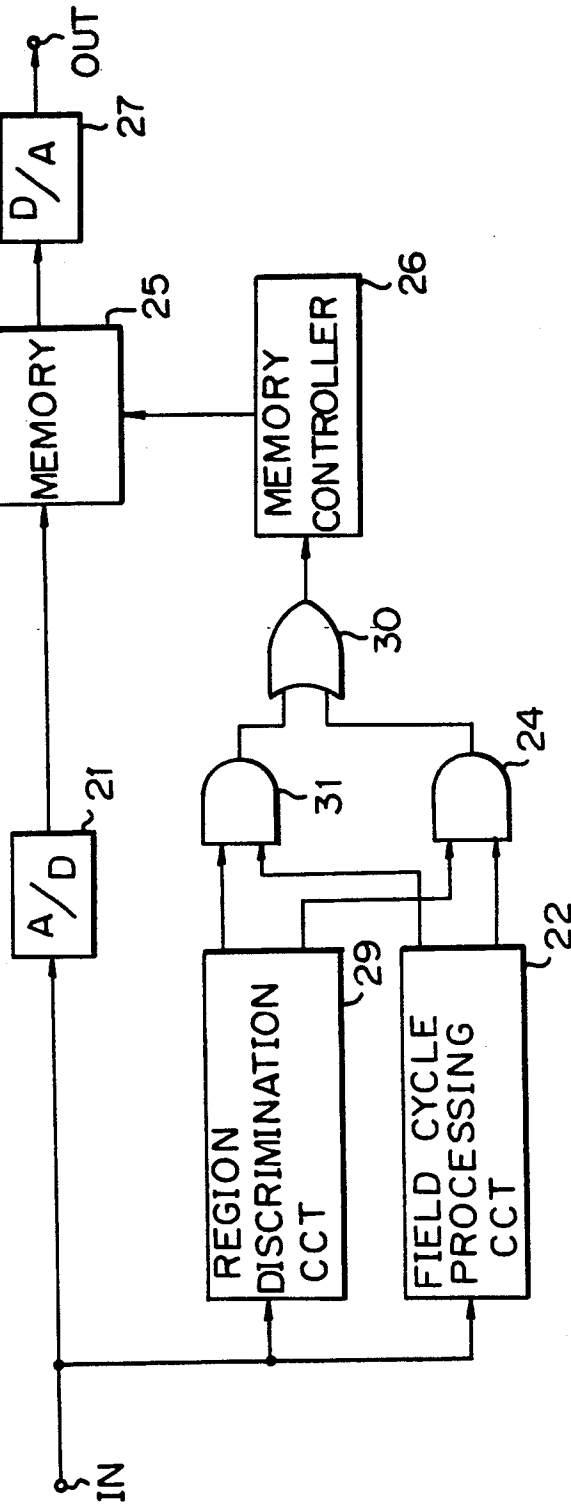 IN
A/D
21
MEMORY
25
D/A
27
OUT
REGION
DISCRIMINATION
CCT
29
FIELD CYCLE
PROCESSING
CCT
22
31
24
30
MEMORY
CONTROLLER
26